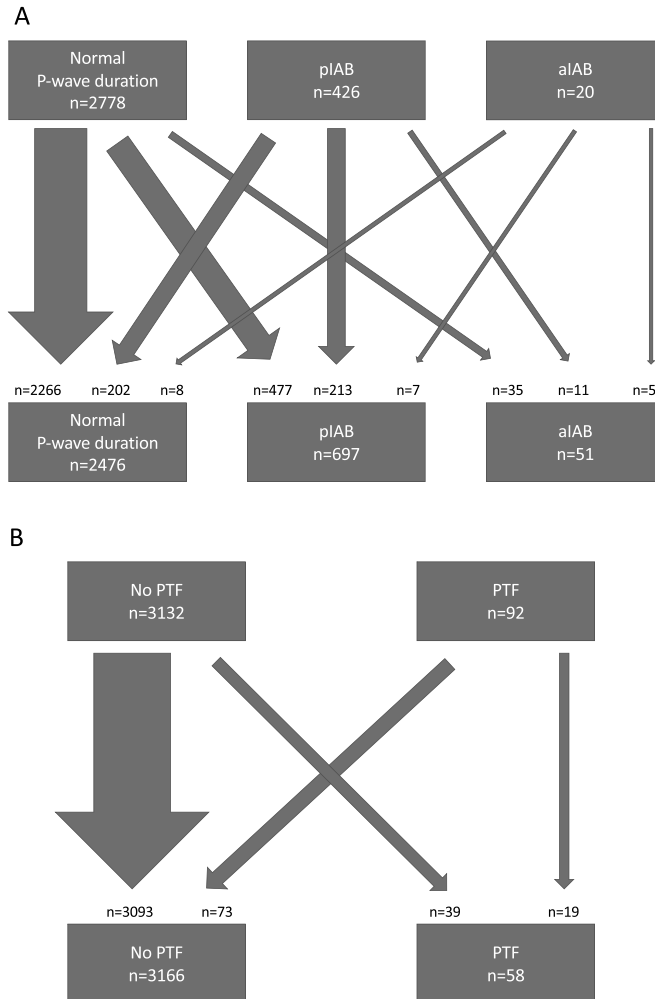 A
Normal
P-wave duration
n=2778
pIAB
n=426
aIAB
n=20
n=2266 n=202 n=8 n=477 n=213 n=7 n=35 n=11 n=5
Normal
P-wave duration
n=2476
pIAB
n=697
aIAB
n=51
B
No PTF
n=3132
PTF
n=92
n=3093 n=73 n=39 n=19
No PTF
n=3166
PTF
n=58